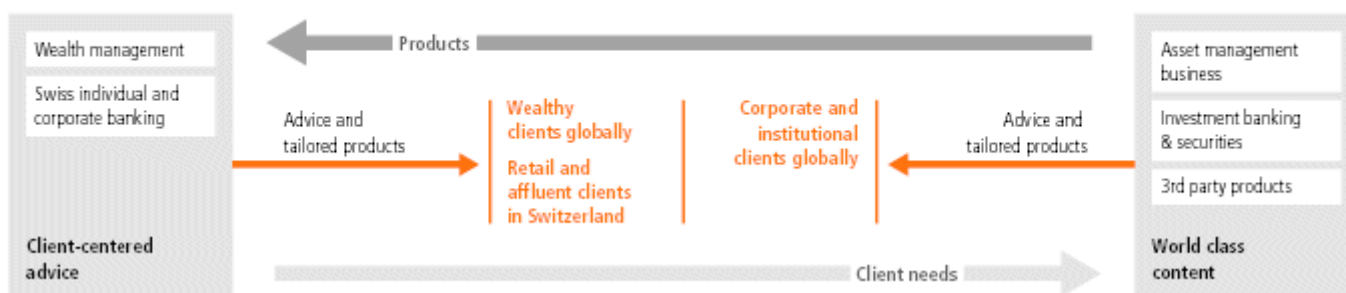 Wealth management
Swiss individual and
corporate banking
Client-centered
advice
Products
Advice and
tailored products
Wealthy
clients globally
Retail and
affluent clients
in Switzerland
Corporate and
institutional
clients globally
Advice and
tailored products
Client needs
Asset management
business
Investment banking
& securities
3rd party products
World class
content